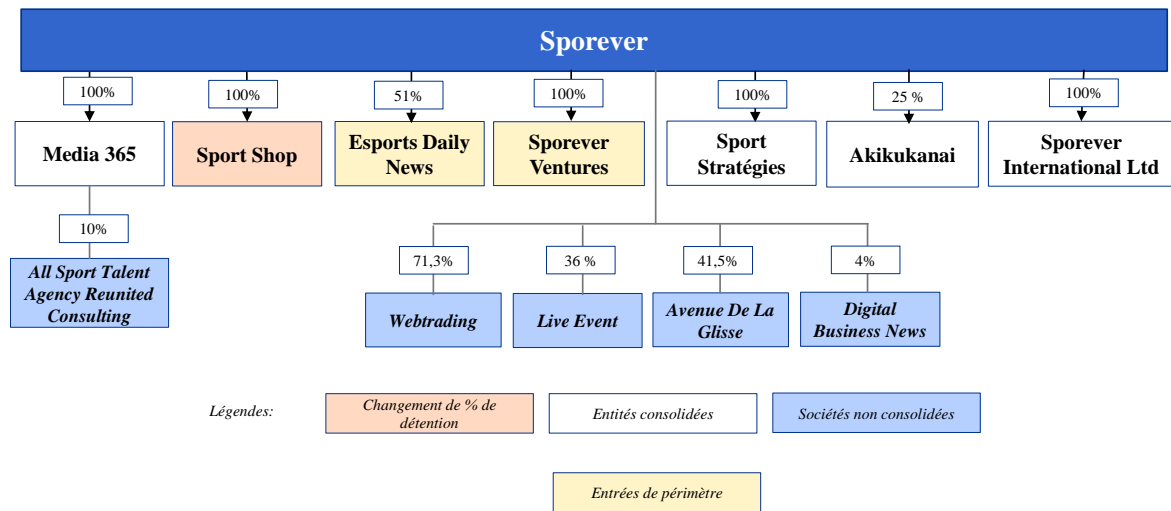 Sporever
100%
100%
51%
100%
100%
25 %
100%
Media 365
Sport Shop
Esports Daily
News
Sporever
Ventures
Sport
Stratégies
Akikukanai
Sporever
International Ltd
10%
71,3%
36 %
41,5%
4%
All Sport Talent
Agency Reunited
Consulting
Webtrading
Live Event
Avenue De La
Glisse
Digital
Business News
Légendes:
Changement de % de
détention
Entités consolidées
Sociétés non consolidées
Entrées de périmètre